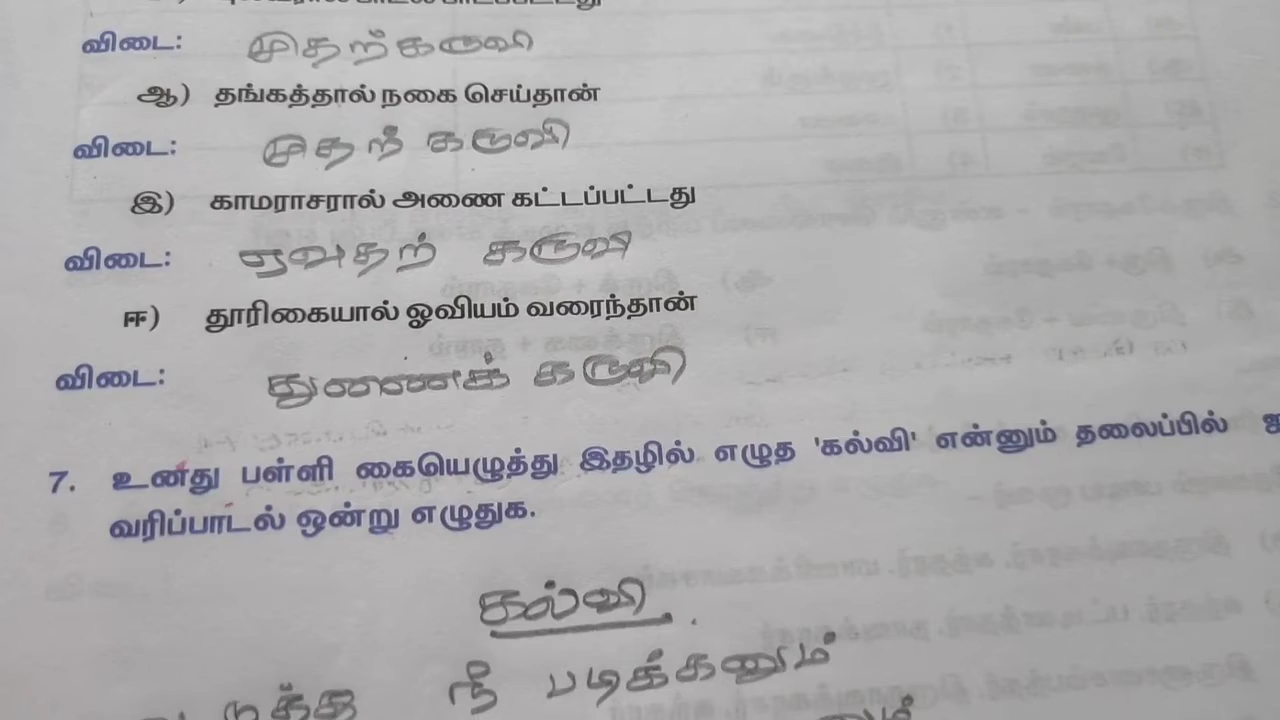 விடை: முதற்கருவி
ஆ) தங்கத்தால் நகை செய்தான்
விடை: முதற் கருவி
இ) காமராசரால் அணை கட்டப்பட்டது
விடை: ஏவுதற் கருவி
ஈ) தூரிகையால் ஓவியம் வரைந்தான்
விடை: துணைக் கருவி
7. உனது பள்ளி கையெழுத்து இதழில் எழுத 'கல்வி' என்னும் தலைப்பில்
வரிப்பாடல் ஒன்று எழுதுக.
கல்வி
நீ படிக்கணும்